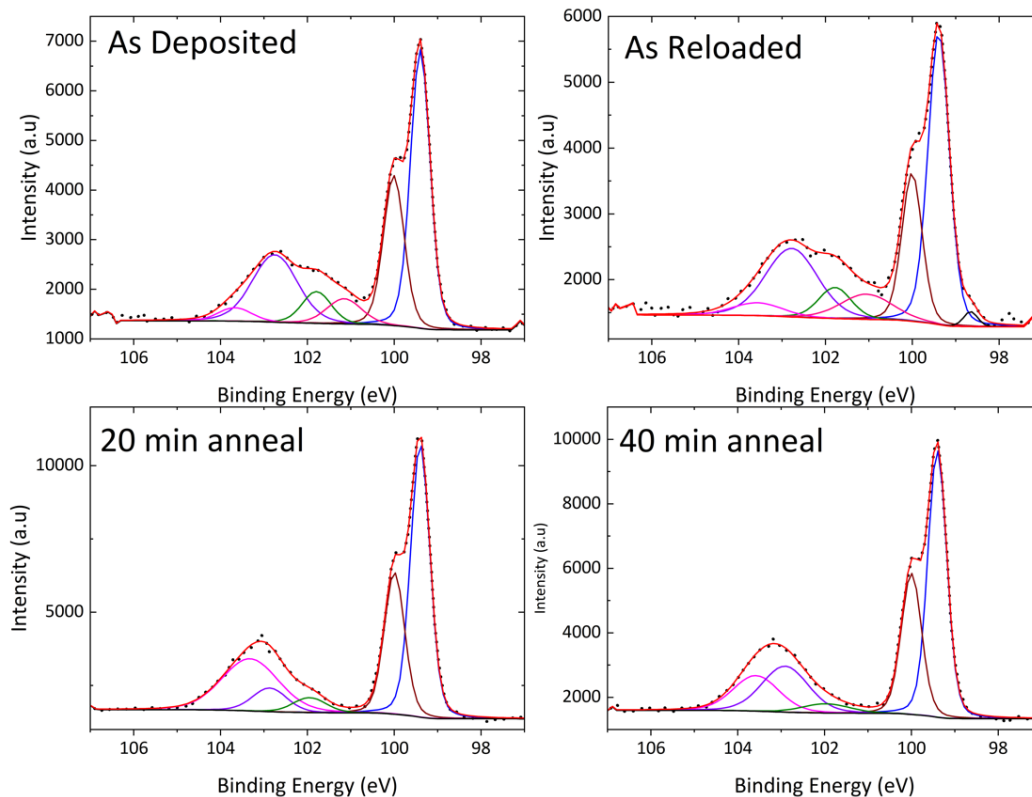 As Deposited
7000
6000
5000
4000
3000
2000
1000
Intensity (a.u)
106 104 102 100 98
Binding Energy (eV)
As Reloaded
6000
5000
4000
3000
2000
Intensity (a.u)
106 104 102 100 98
Binding Energy (eV)
20 min anneal
10000
5000
Intensity (a.u)
106 104 102 100 98
Binding Energy (eV)
40 min anneal
10000
8000
6000
4000
2000
Intensity (a.u)
106 104 102 100 98
Binding Energy (eV)